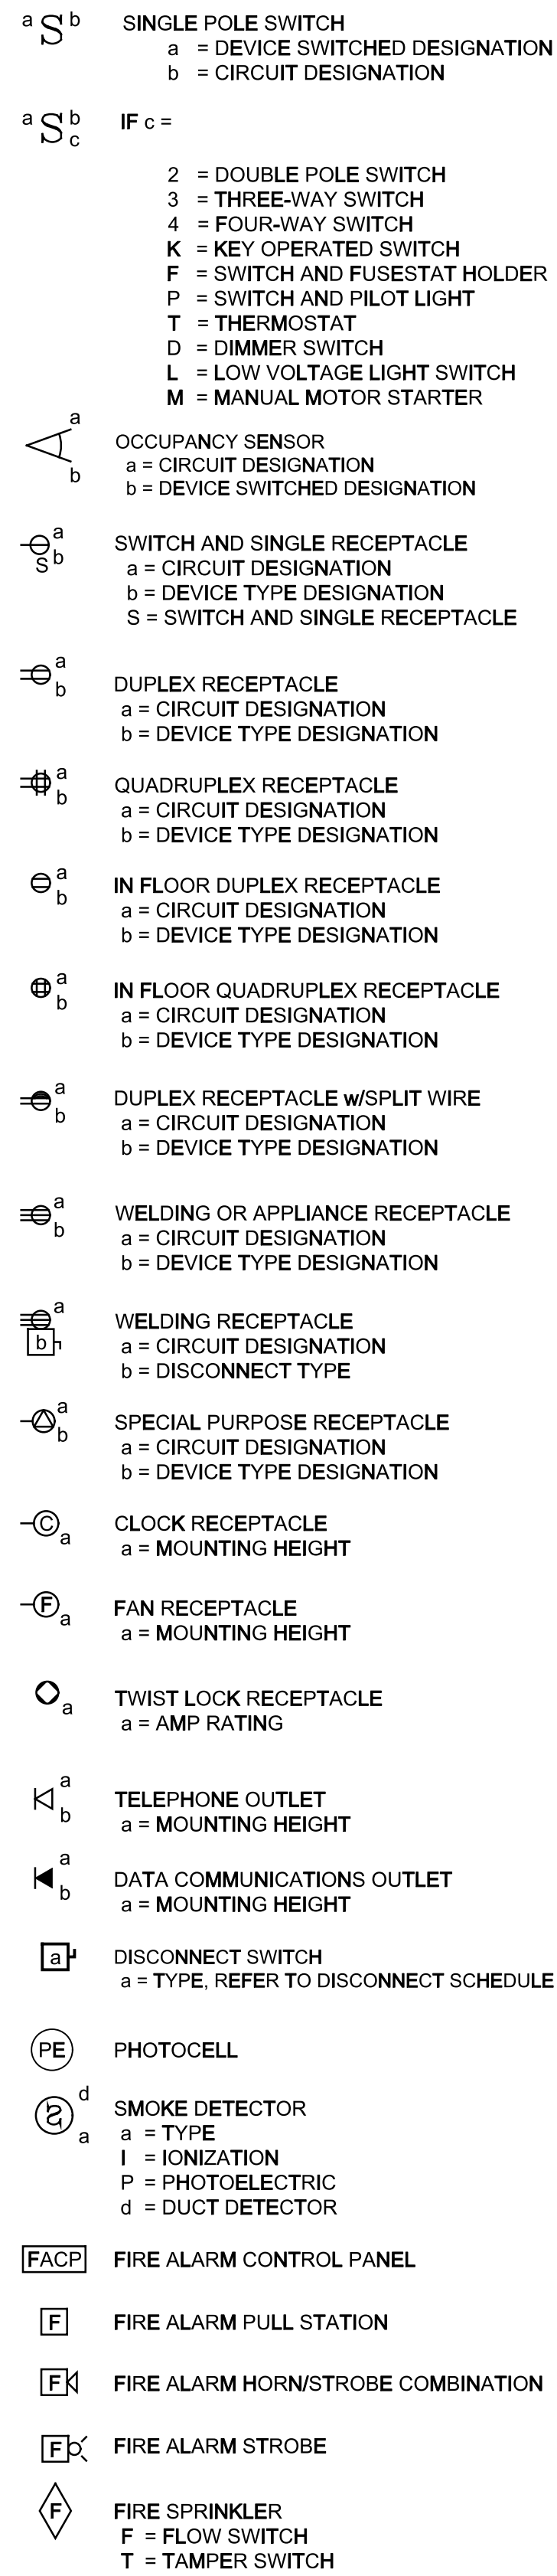 a S b SINGLE POLE SWITCH
a = DEVICE SWITCHED DESIGNATION
b = CIRCUIT DESIGNATION
a S b c IF c =
2 = DOUBLE POLE SWITCH
3 = THREE-WAY SWITCH
4 = FOUR-WAY SWITCH
K = KEY OPERATED SWITCH
F = SWITCH AND FUSESTAT HOLDER
P = SWITCH AND PILOT LIGHT
T = THERMOSTAT
D = DIMMER SWITCH
L = LOW VOLTAGE LIGHT SWITCH
M = MANUAL MOTOR STARTER
a
b
OCCUPANCY SENSOR
a = CIRCUIT DESIGNATION
b = DEVICE SWITCHED DESIGNATION
a
S b
SWITCH AND SINGLE RECEPTACLE
a = CIRCUIT DESIGNATION
b = DEVICE TYPE DESIGNATION
S = SWITCH AND SINGLE RECEPTACLE
a
b
DUPLEX RECEPTACLE
a = CIRCUIT DESIGNATION
b = DEVICE TYPE DESIGNATION
a
b
QUADRUPLEX RECEPTACLE
a = CIRCUIT DESIGNATION
b = DEVICE TYPE DESIGNATION
a
b
IN FLOOR DUPLEX RECEPTACLE
a = CIRCUIT DESIGNATION
b = DEVICE TYPE DESIGNATION
a
b
IN FLOOR QUADRUPLEX RECEPTACLE
a = CIRCUIT DESIGNATION
b = DEVICE TYPE DESIGNATION
a
b
DUPLEX RECEPTACLE w/SPLIT WIRE
a = CIRCUIT DESIGNATION
b = DEVICE TYPE DESIGNATION
a
b
WELDING OR APPLIANCE RECEPTACLE
a = CIRCUIT DESIGNATION
b = DEVICE TYPE DESIGNATION
a
b
WELDING RECEPTACLE
a = CIRCUIT DESIGNATION
b = DISCONNECT TYPE
a
b
SPECIAL PURPOSE RECEPTACLE
a = CIRCUIT DESIGNATION
b = DEVICE TYPE DESIGNATION
C a
CLOCK RECEPTACLE
a = MOUNTING HEIGHT
F a
FAN RECEPTACLE
a = MOUNTING HEIGHT
a
TWIST LOCK RECEPTACLE
a = AMP RATING
a
b
TELEPHONE OUTLET
a = MOUNTING HEIGHT
a
b
DATA COMMUNICATIONS OUTLET
a = MOUNTING HEIGHT
a
DISCONNECT SWITCH
a = TYPE, REFER TO DISCONNECT SCHEDULE
PE PHOTOCELL
d
a
SMOKE DETECTOR
a = TYPE
I = IONIZATION
P = PHOTOELECTRIC
d = DUCT DETECTOR
FACP FIRE ALARM CONTROL PANEL
F FIRE ALARM PULL STATION
F FIRE ALARM HORN/STROBE COMBINATION
F FIRE ALARM STROBE
F FIRE SPRINKLER
F = FLOW SWITCH
T = TAMPER SWITCH